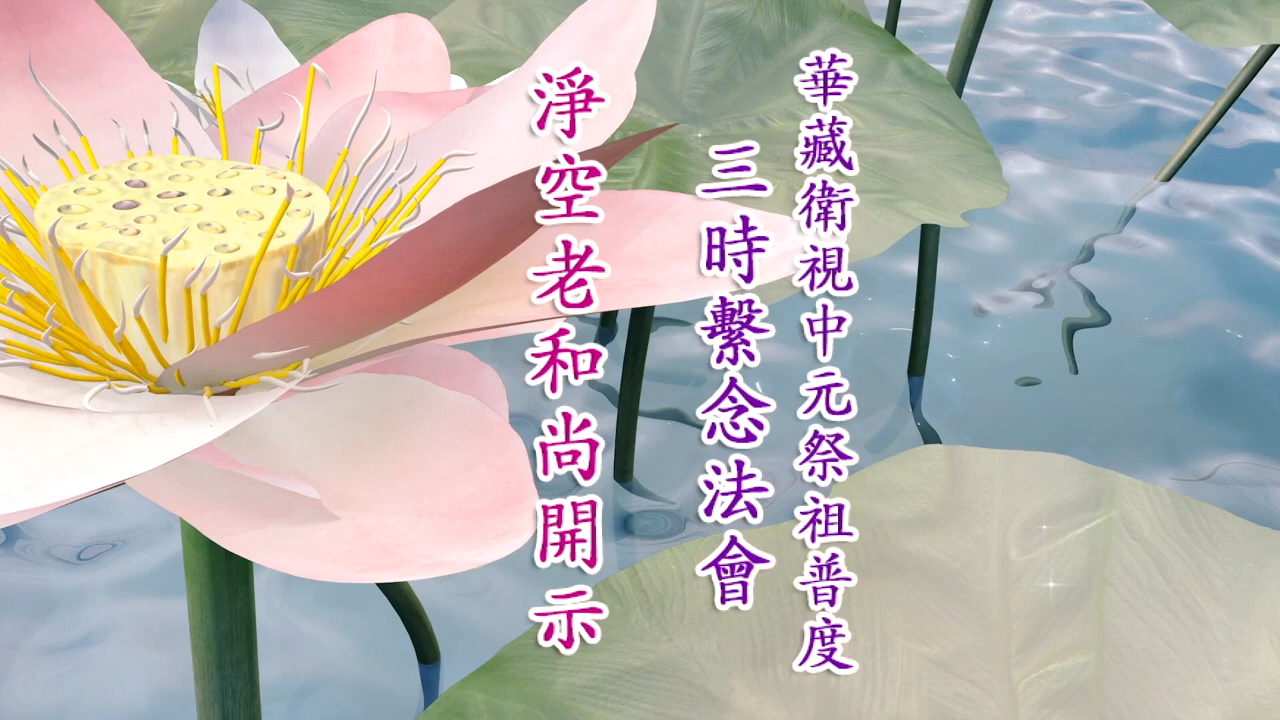 華藏衛視中元祭祖普度
三時繫念法會
淨空老和尚開示